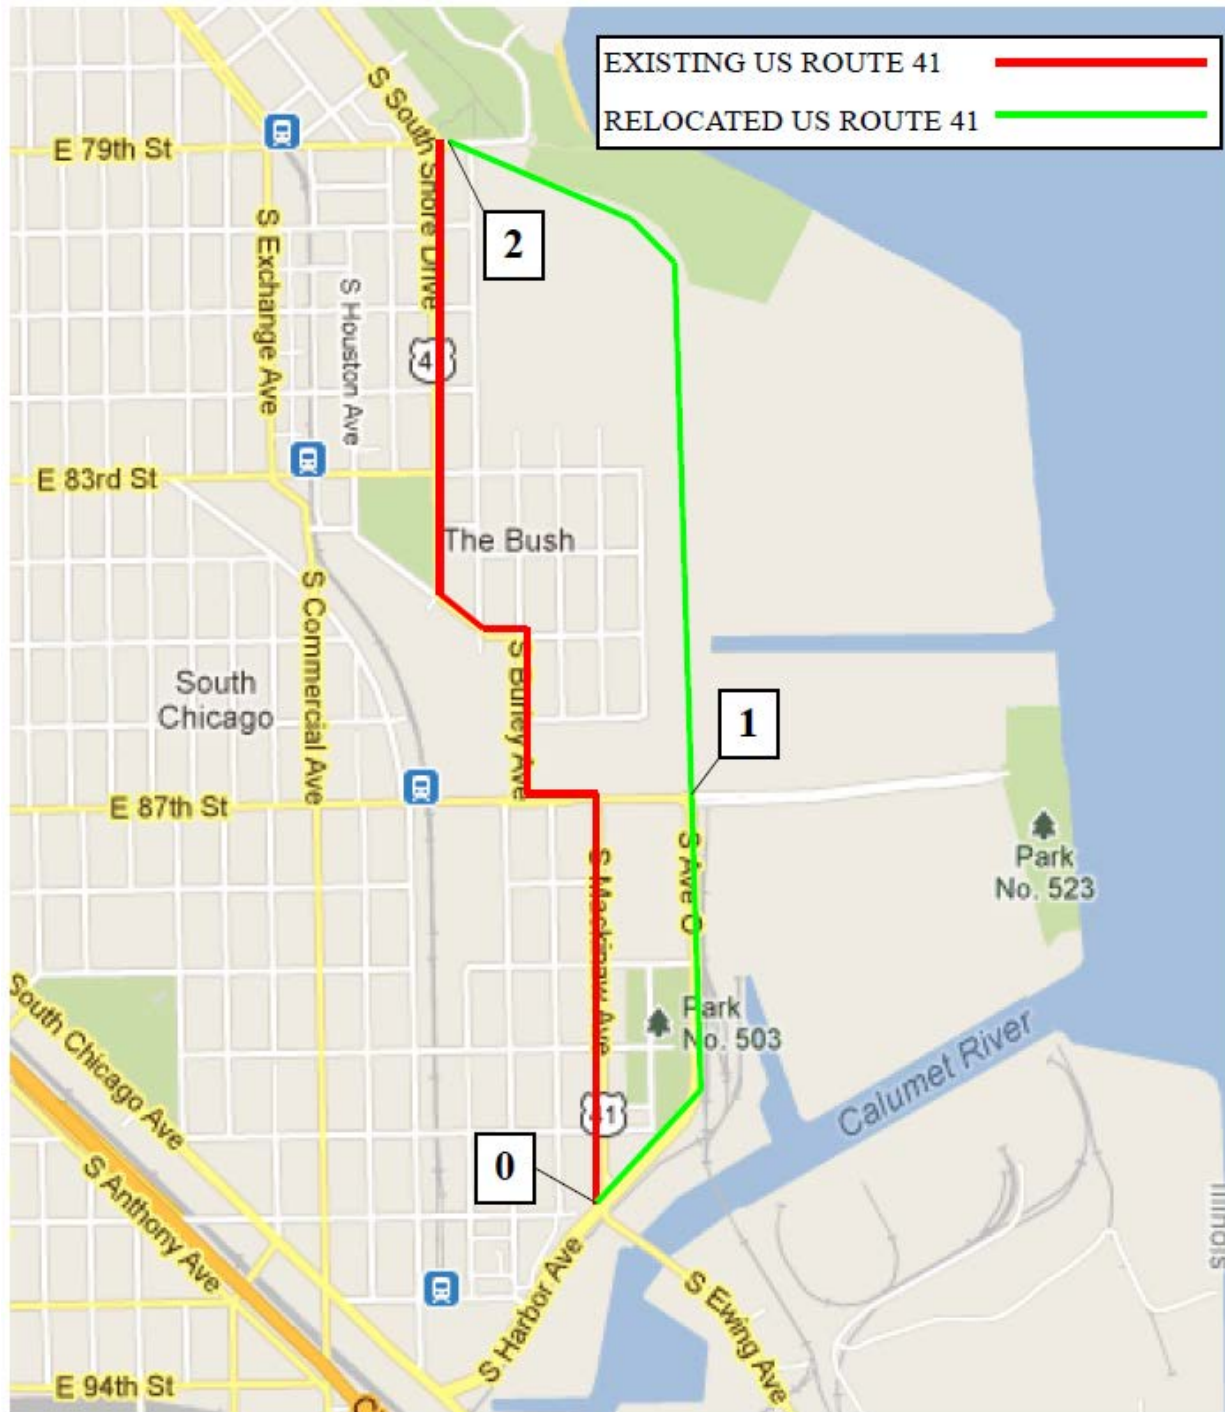 EXISTING US ROUTE 41
RELOCATED US ROUTE 41
S South Shore Drive
E 79th St
2
S Exchange Ave
S Houston Ave
4
E 83rd St
The Bush
S Commercial Ave
South
Chicago
S Burley Ave
1
E 87th St
S Mackinaw Ave
S Ave O
Park
No. 523
South Chicago Ave
Park
No. 503
Calumet River
41
0
S Anthony Ave
S Harbor Ave
S Ewing Ave
Illinois
E 94th St